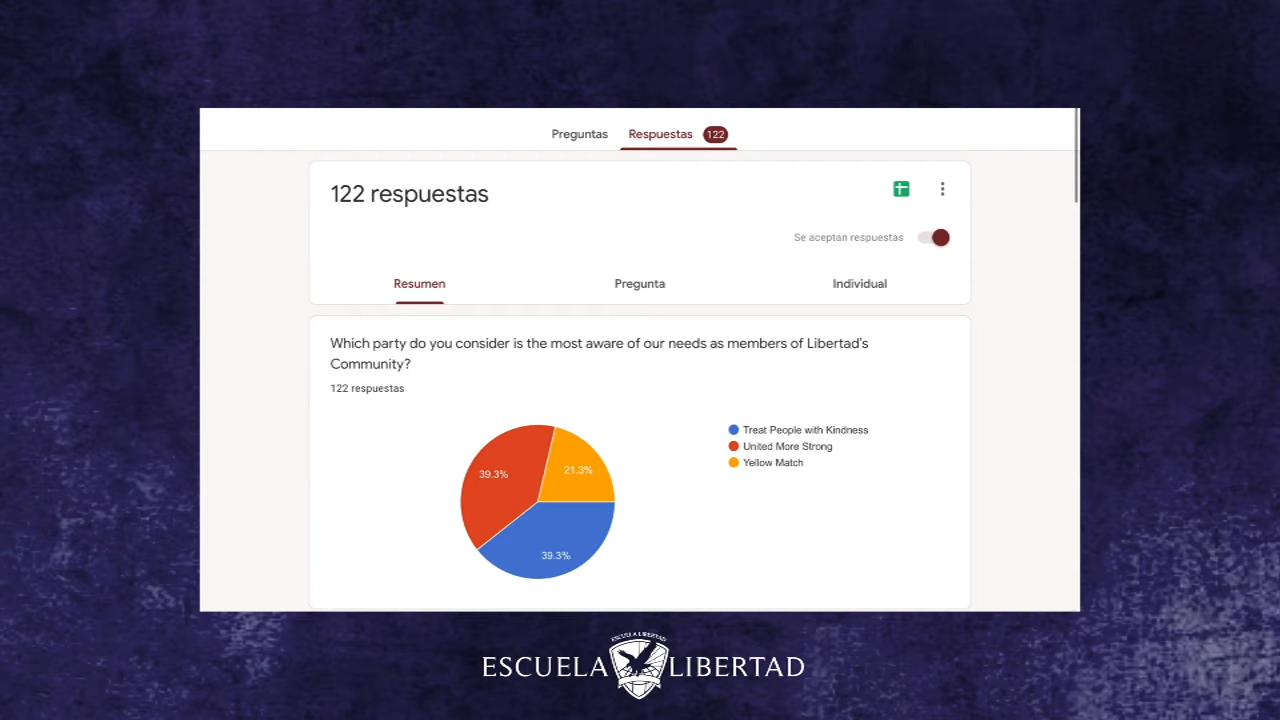 Preguntas Respuestas 122
122 respuestas
Se aceptan respuestas
Resumen Pregunta Individual
Which party do you consider is the most aware of our needs as members of Libertad's
Community?
122 respuestas
Treat People with Kindness
United More Strong
Yellow Match
39.3%
21.3%
39.3%
ESCUELA LIBERTAD
ESCUELA LIBERTAD